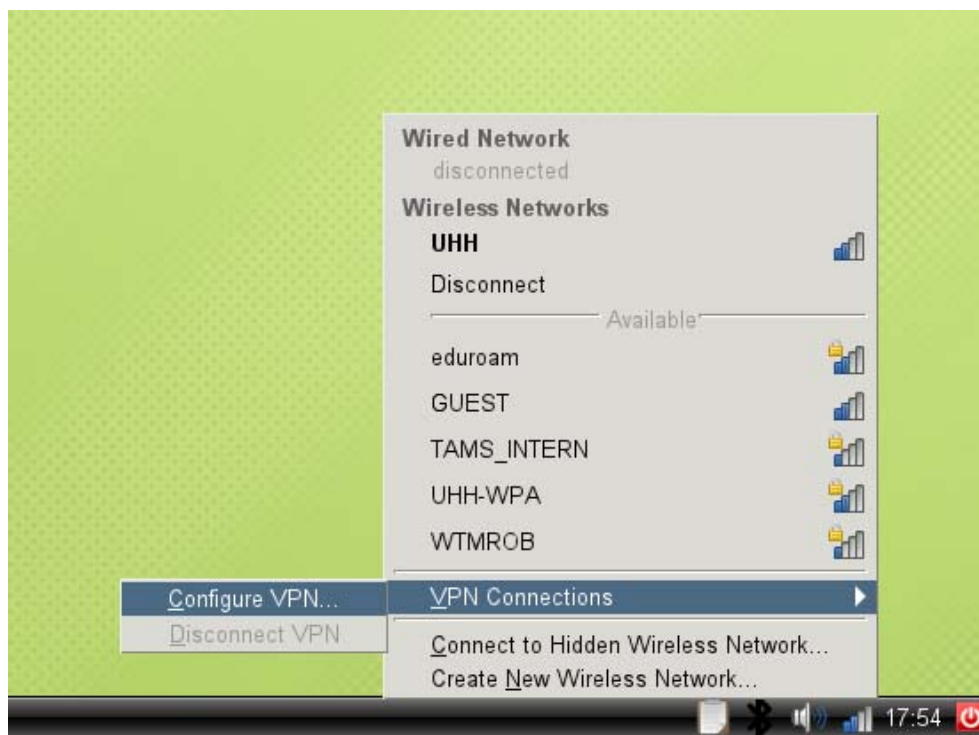 Wired Network
disconnected
Wireless Networks
UHH
Disconnect
Available
eduroam
GUEST
TAMS_INTERN
UHH-WPA
WTMROB
VPN Connections
Configure VPN...
Disconnect VPN
Connect to Hidden Wireless Network...
Create New Wireless Network...
17:54